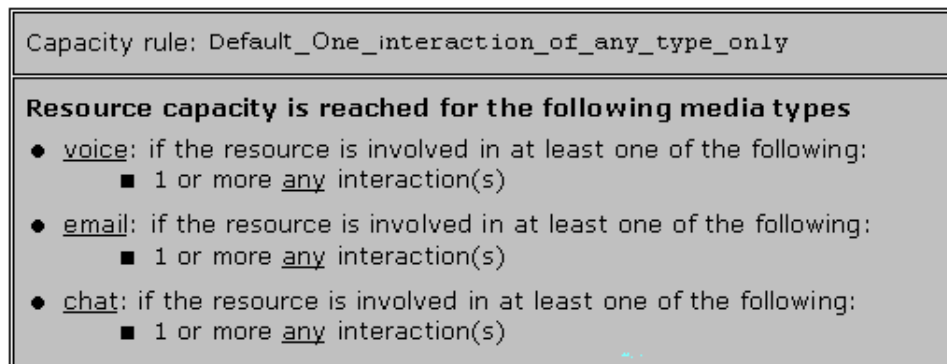 Capacity rule: Default_One_interaction_of_any_type_only
Resource capacity is reached for the following media types
● voice: if the resource is involved in at least one of the following:
■ 1 or more any interaction(s)
● email: if the resource is involved in at least one of the following:
■ 1 or more any interaction(s)
● chat: if the resource is involved in at least one of the following:
■ 1 or more any interaction(s)